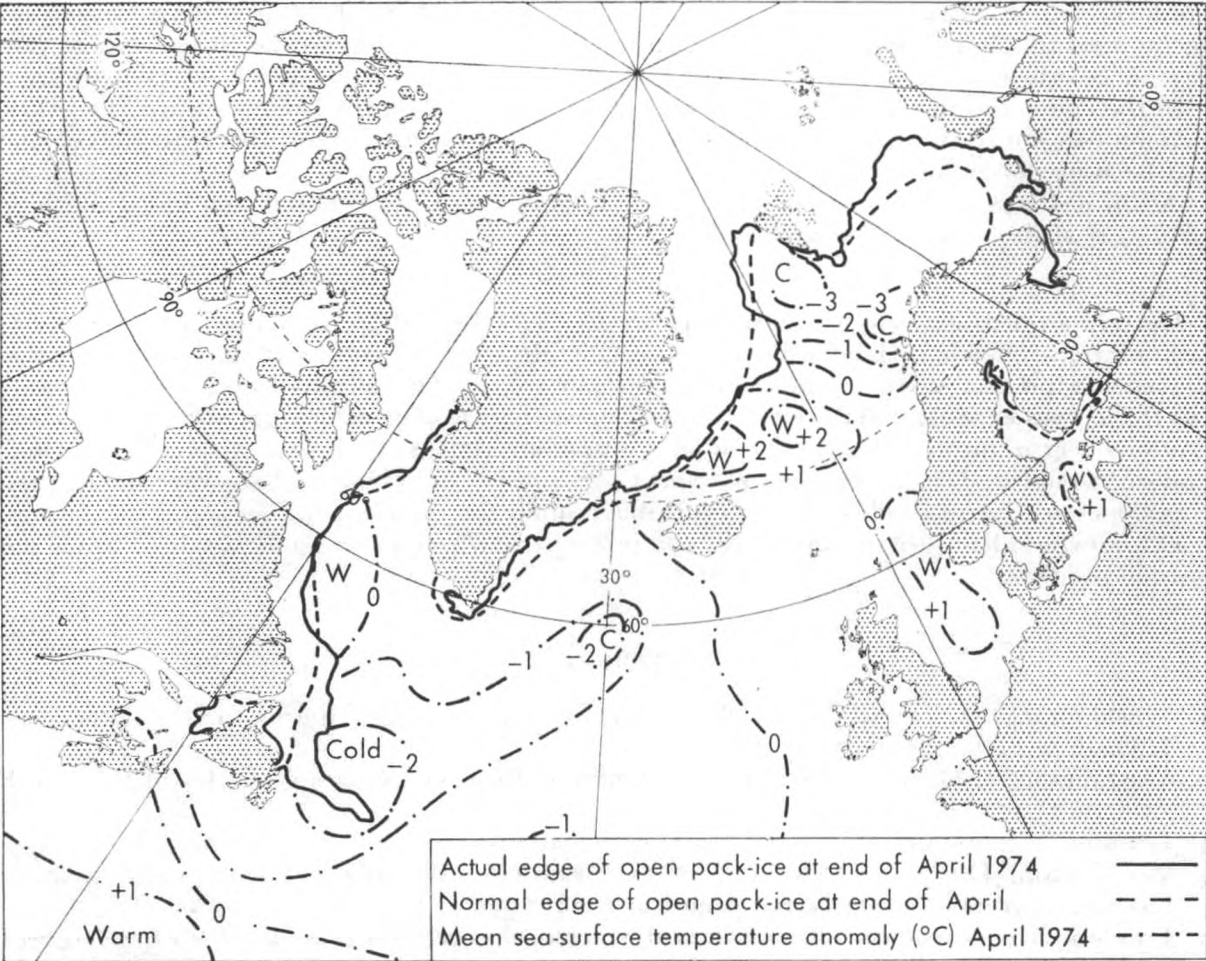 120°
60°
90°
C
-3
-3
-2
C
-1
0
30°
W
+2
W
+2
+1
W
+1
0°
W
0
W
+1
30°
60°
-1
-2
C
0
Cold
-2
-1
+1
0
Warm
Actual edge of open pack-ice at end of April 1974
Normal edge of open pack-ice at end of April
Mean sea-surface temperature anomaly (°C) April 1974